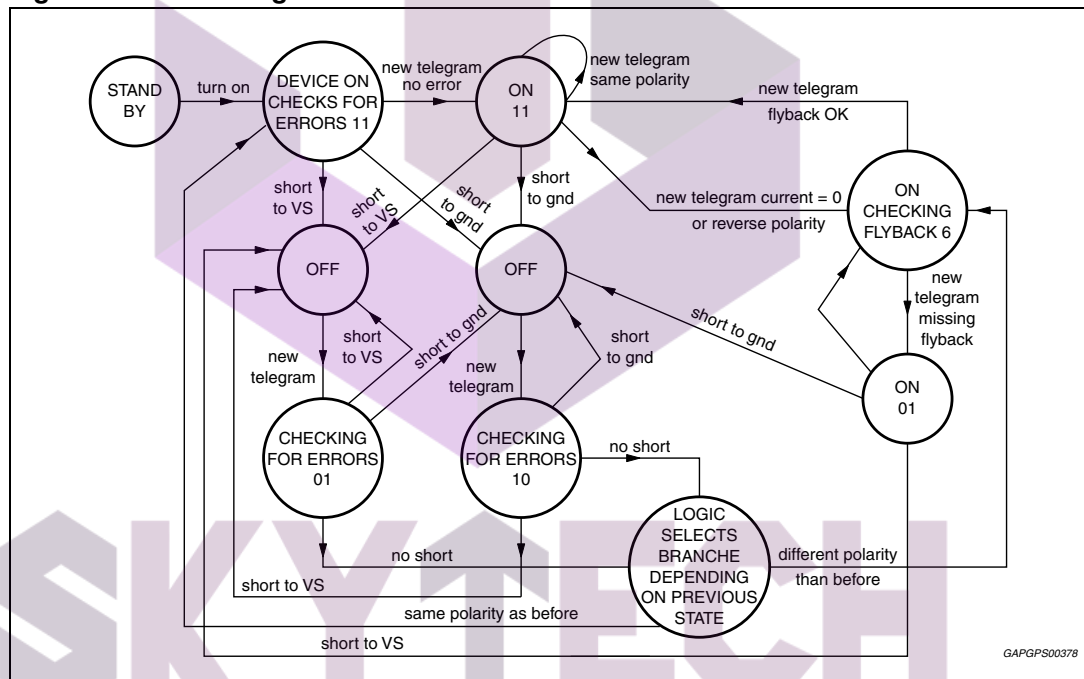 STAND
BY
turn on
DEVICE ON
CHECKS FOR
ERRORS 11
new telegram
no error
ON
11
new telegram
same polarity
new telegram
flyback OK
short
to VS
short
to VS
short
to gnd
short
to gnd
new telegram current = 0
or reverse polarity
ON
CHECKING
FLYBACK 6
OFF
OFF
new
telegram
missing
flyback
new
telegram
short
to VS
short to gnd
new
telegram
short
to gnd
short to gnd
ON
01
CHECKING
FOR ERRORS
01
CHECKING
FOR ERRORS
10
no short
LOGIC
SELECTS
BRANCHE
DEPENDING
ON PREVIOUS
STATE
no short
different polarity
than before
short to VS
same polarity as before
short to VS
SKYTECH
GAPGPS00378